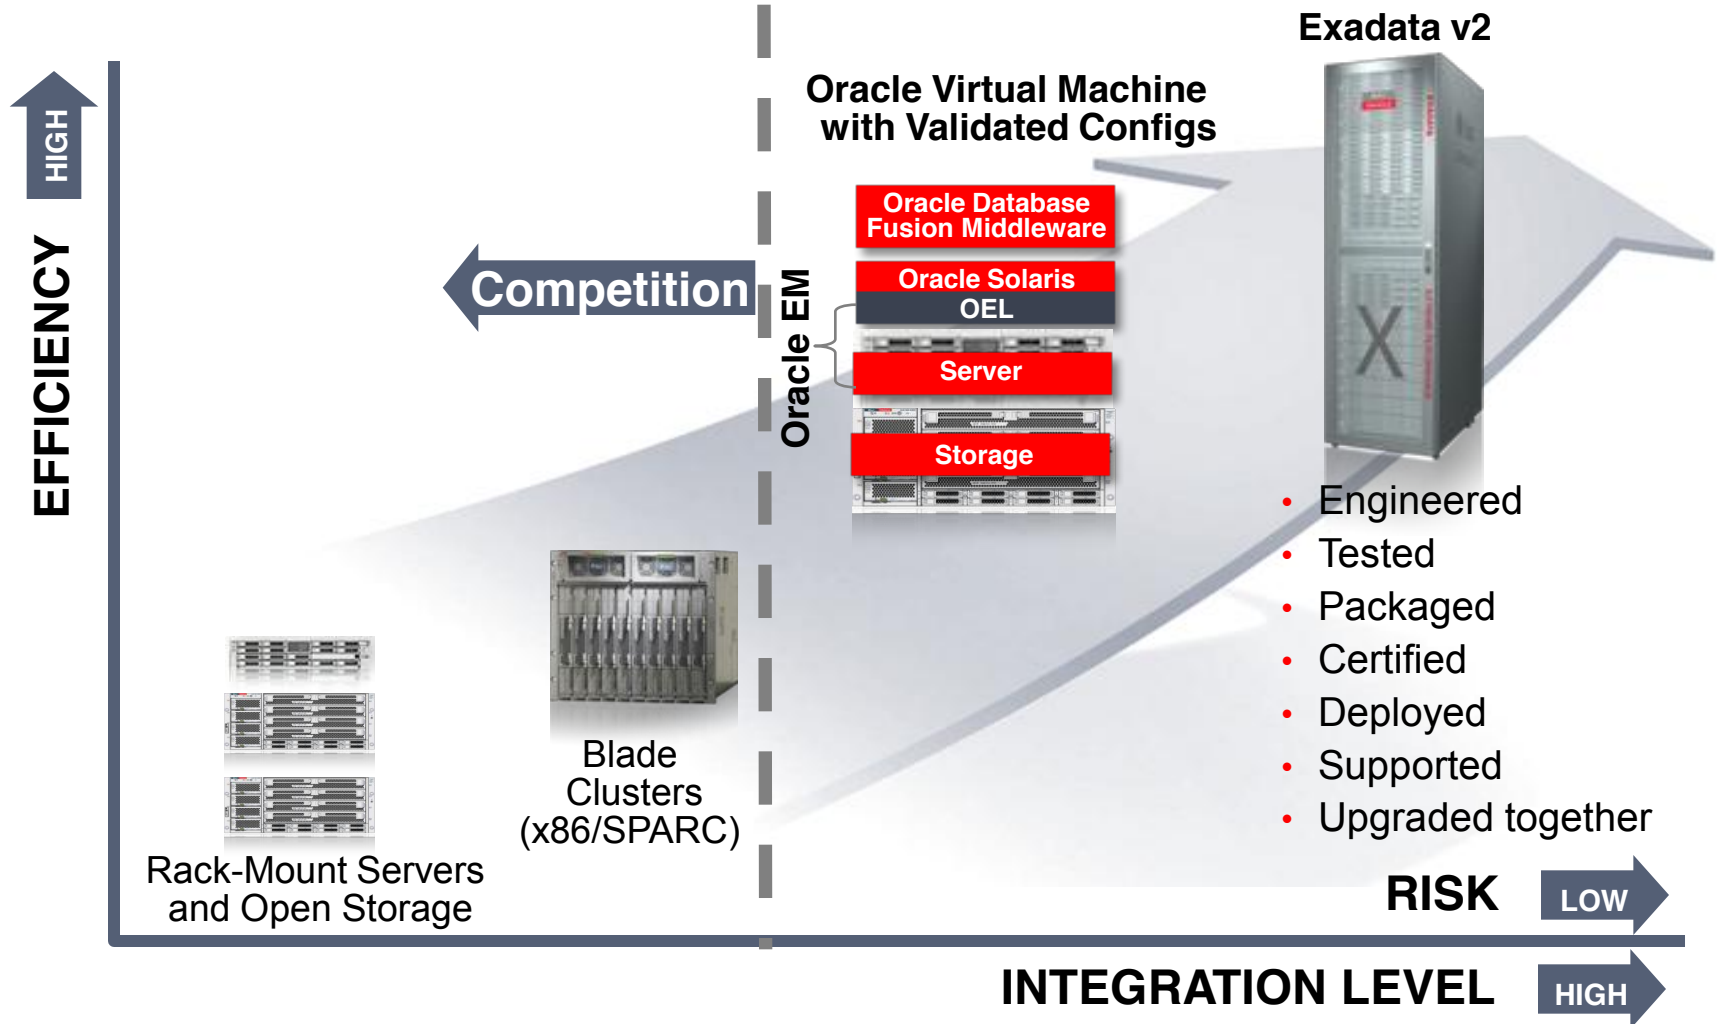 Exadata v2
Oracle Virtual Machine
with Validated Configs
HIGH
EFFICIENCY
Competition
Oracle EM
Oracle Database
Fusion Middleware
Oracle Solaris
OEL
Server
Storage
X
• Engineered
• Tested
• Packaged
• Certified
• Deployed
• Supported
• Upgraded together
Blade
Clusters
(x86/SPARC)
Rack-Mount Servers
and Open Storage
RISK
LOW
INTEGRATION LEVEL
HIGH